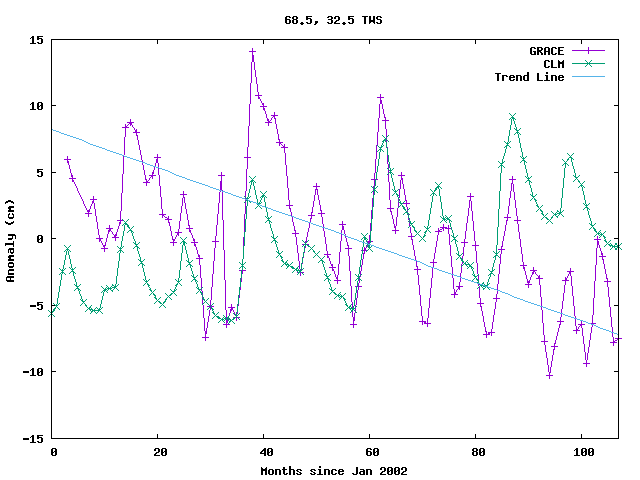 68.5, 32.5 TWS
GRACE
CLM
Trend Line
15
10
5
0
-5
-10
-15
Anomaly (cm)
0 20 40 60 80 100
Months since Jan 2002